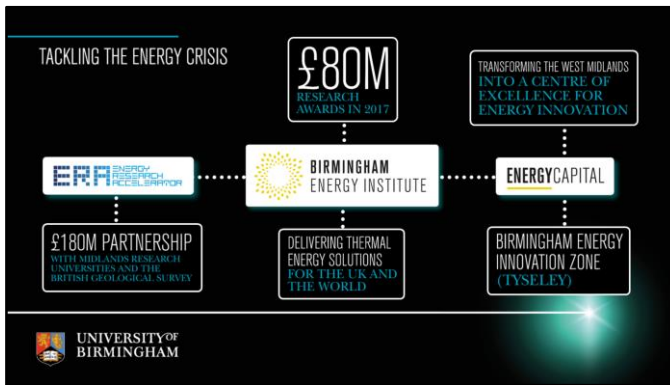 TACKLING THE ENERGY CRISIS
£80M
RESEARCH
AWARDS IN 2017
TRANSFORMING THE WEST MIDLANDS
INTO A CENTRE OF
EXCELLENCE FOR
ENERGY INNOVATION
ERA ENERGY
RESEARCH
ACCELERATOR
BIRMINGHAM
ENERGY INSTITUTE
ENERGYCAPITAL
£180M PARTNERSHIP
WITH MIDLANDS RESEARCH
UNIVERSITIES AND THE
BRITISH GEOLOGICAL SURVEY
DELIVERING THERMAL
ENERGY SOLUTIONS
FOR THE UK AND
THE WORLD
BIRMINGHAM ENERGY
INNOVATION ZONE
(TYSELEY)
UNIVERSITY OF
BIRMINGHAM